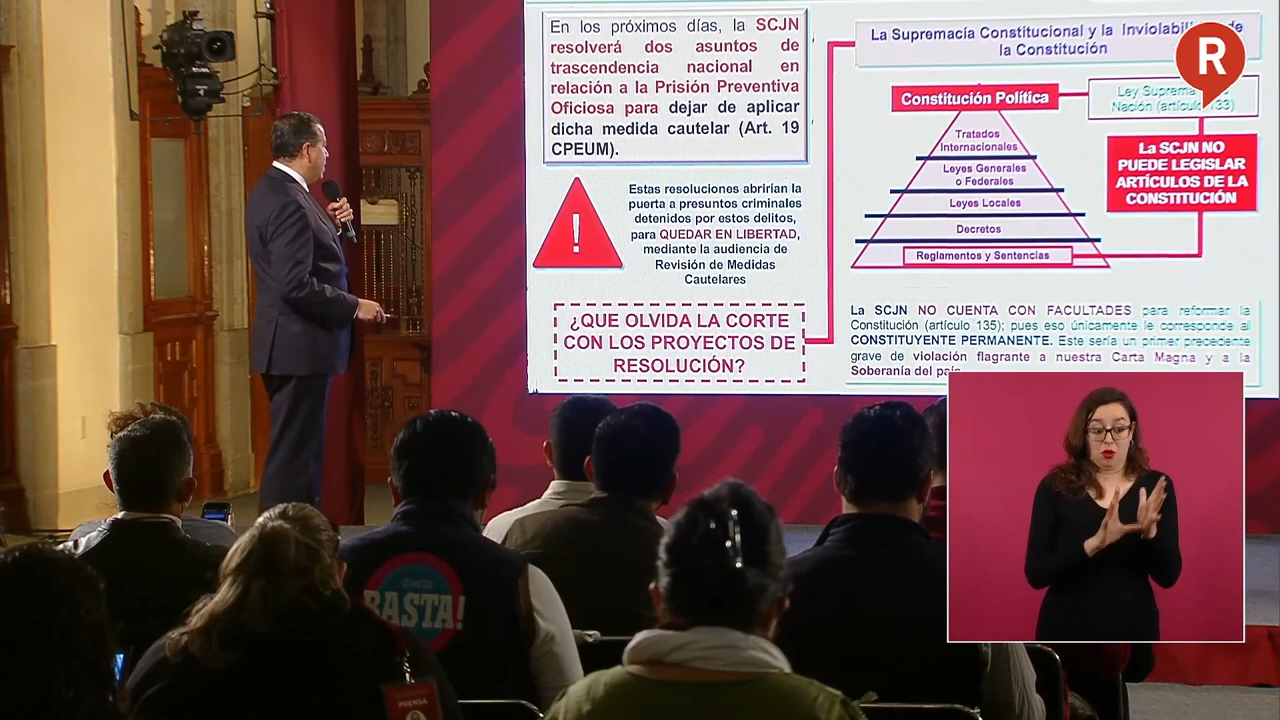 En los próximos días, la SCJN
resolverá dos asuntos de
trascendencia nacional en
relación a la Prisión Preventiva
Oficiosa para dejar de aplicar
dicha medida cautelar (Art. 19
CPEUM).
Estas resoluciones abrirían la
puerta a presuntos criminales
detenidos por estos delitos,
para QUEDAR EN LIBERTAD,
mediante la audiencia de
Revisión de Medidas
Cautelares
!
¿QUE OLVIDA LA CORTE
CON LOS PROYECTOS DE
RESOLUCIÓN?
La Supremacía Constitucional y la de
la Constitución
R
Constitución Política
Ley
Nación (artículo 133)
Tratados
Internacionales
Leyes Generales
o Federales
Leyes Locales
Decretos
Reglamentos y Sentencias
La SCJN NO
PUEDE LEGISLAR
ARTÍCULOS DE LA
CONSTITUCIÓN
La SCJN NO CUENTA CON FACULTADES para reformar la
Constitución (artículo 135); pues eso únicamente le corresponde al
CONSTITUYENTE PERMANENTE. Este sería un primer precedente
grave de violación flagrante a nuestra Carta Magna y a la
Soberanía del país.
diario
BASTA!
PRENSA